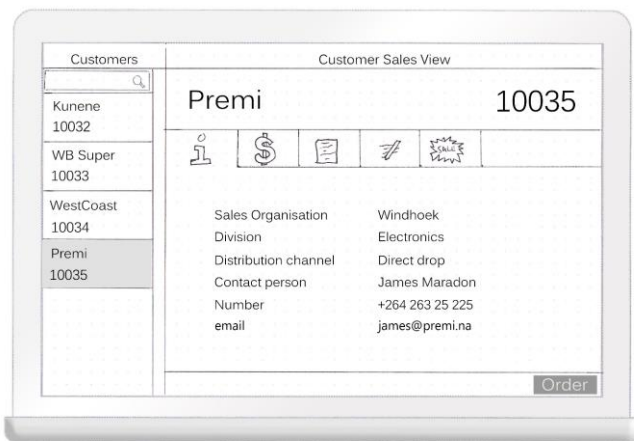 Customers
Customer Sales View
Kunene
10032
WB Super
10033
WestCoast
10034
Premi
10035
Premi
10035
i
$
SALE
Sales Organisation Windhoek
Division Electronics
Distribution channel Direct drop
Contact person James Maradon
Number +264 263 25 225
email james@premi.na
Order